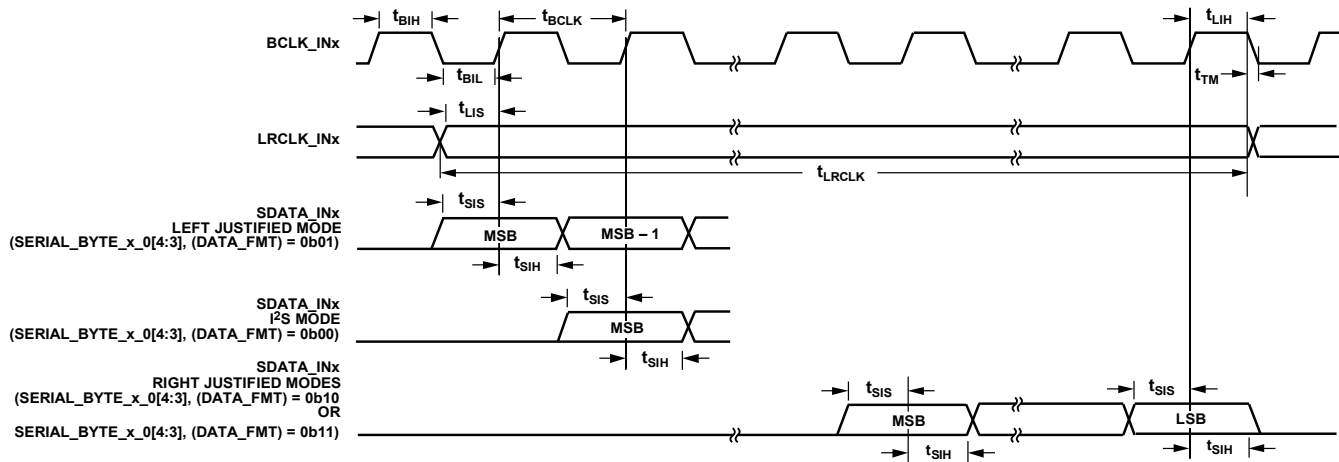 tBIH
tBCLK
tLIH
BCLK_INx
tBIL
tTM
tLIS
LRCLK_INx
tLRCLK
SDATA_INx
LEFT JUSTIFIED MODE
(SERIAL_BYTE_x_0[4:3], (DATA_FMT) = 0b01)
tSIS
MSB
MSB – 1
tSIH
SDATA_INx
I²S MODE
(SERIAL_BYTE_x_0[4:3], (DATA_FMT) = 0b00)
tSIS
MSB
tSIH
SDATA_INx
RIGHT JUSTIFIED MODES
(SERIAL_BYTE_x_0[4:3], (DATA_FMT) = 0b10
OR
SERIAL_BYTE_x_0[4:3], (DATA_FMT) = 0b11)
tSIS
tSIS
MSB
LSB
tSIH
tSIH